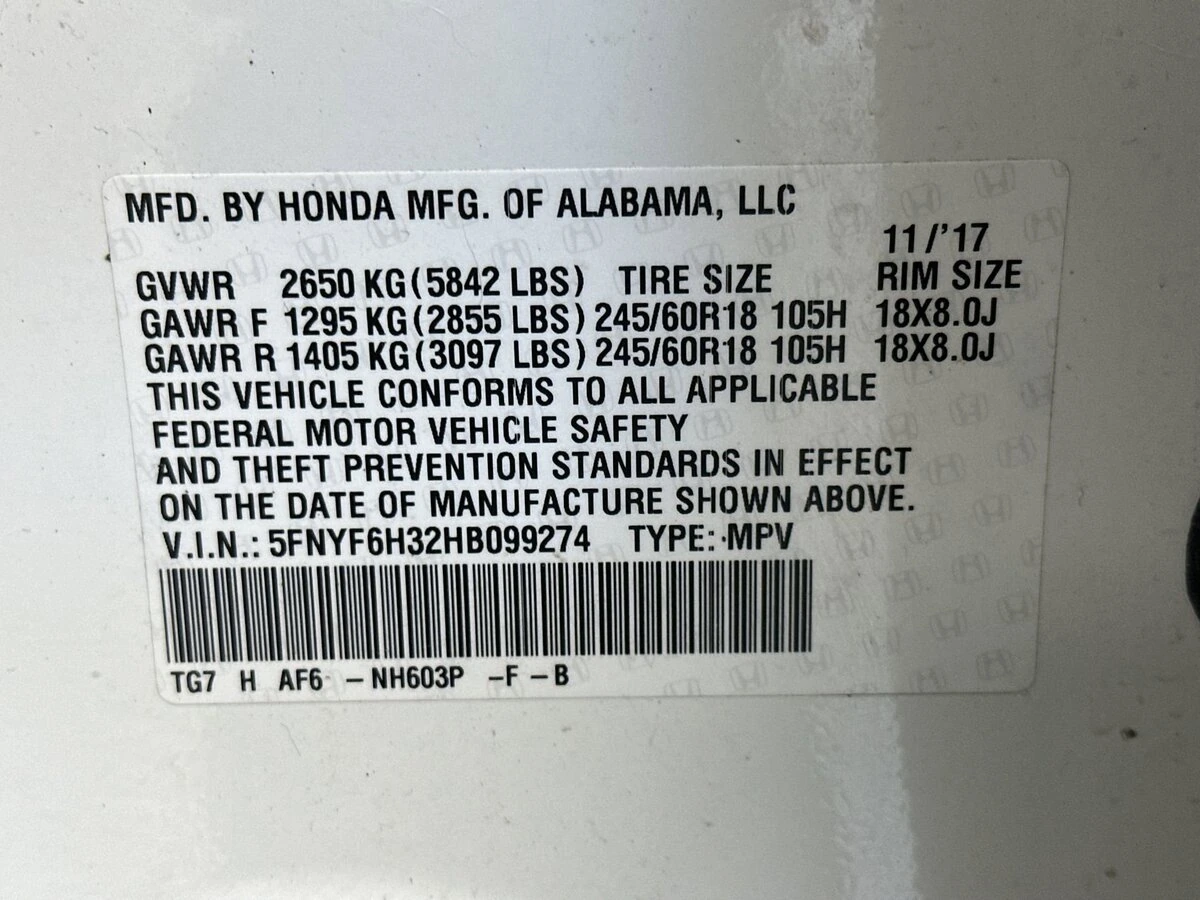 MFD. BY HONDA MFG. OF ALABAMA, LLC
11/'17
GVWR 2650 KG (5842 LBS) TIRE SIZE RIM SIZE
GAWR F 1295 KG (2855 LBS) 245/60R18 105H 18X8.0J
GAWR R 1405 KG (3097 LBS) 245/60R18 105H 18X8.0J
THIS VEHICLE CONFORMS TO ALL APPLICABLE
FEDERAL MOTOR VEHICLE SAFETY
AND THEFT PREVENTION STANDARDS IN EFFECT
ON THE DATE OF MANUFACTURE SHOWN ABOVE.
V.I.N.: 5FNYF6H32HB099274 TYPE: MPV
TG7 H AF6 – NH603P –F – B